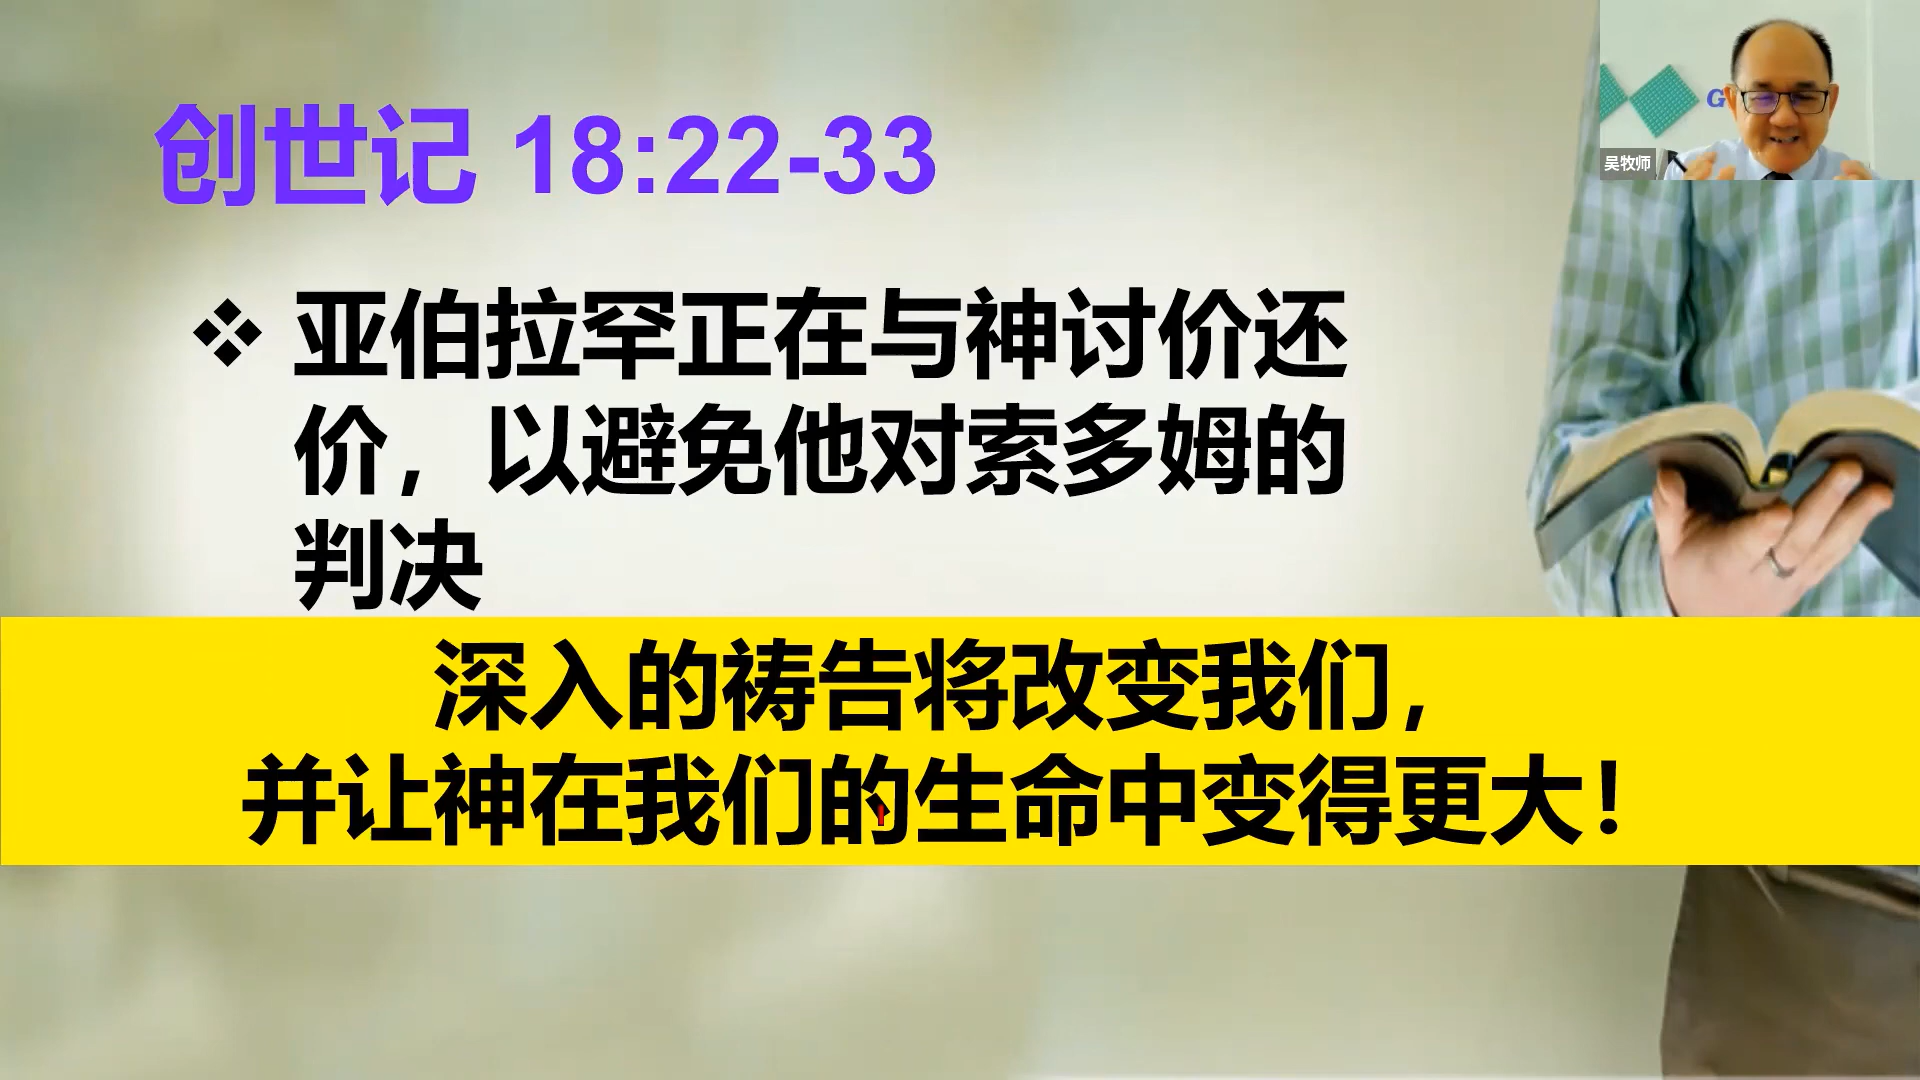 创世记 18:22-33
亚伯拉罕正在与神讨价还
价，以避免他对索多姆的
判决
深入的祷告将改变我们，
并让神在我们的生命中变得更大！
G
吴牧师